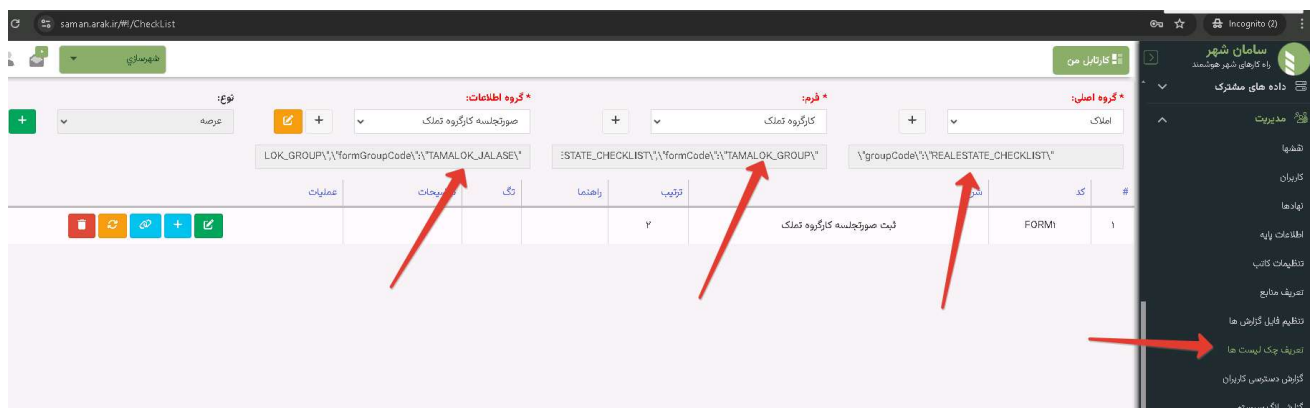 saman.arak.ir/#!/CheckList
Incognito (2)
سامان شهر
راه کارهای شهر هوشمند
کارتابل من
شهرسازي
داده های مشترک
مدیریت
نقشها
کاربران
نهادها
اطلاعات پایه
تنظیمات کاتب
تعریف منابع
تنظیم فایل گزارش ها
تعریف چک لیست ها
گزارش دسترسی کاربران
* گروه اصلی:
* فرم:
* گروه اطلاعات:
نوع:
املاک
کارگروه تملک
صورتجلسه کارگروه تملک
عرصه
\"groupCode\":\"REALESTATE_CHECKLIST\"
STATE_CHECKLIST\",\"formCode\":\"TAMALOK_GROUP\"
LOK_GROUP\",\"formGroupCode\":\"TAMALOK_JALASE\"
# کد ترتیب راهنما تگ عملیات
۱ FORM۱ ثبت صورتجلسه کارگروه تملک ۲